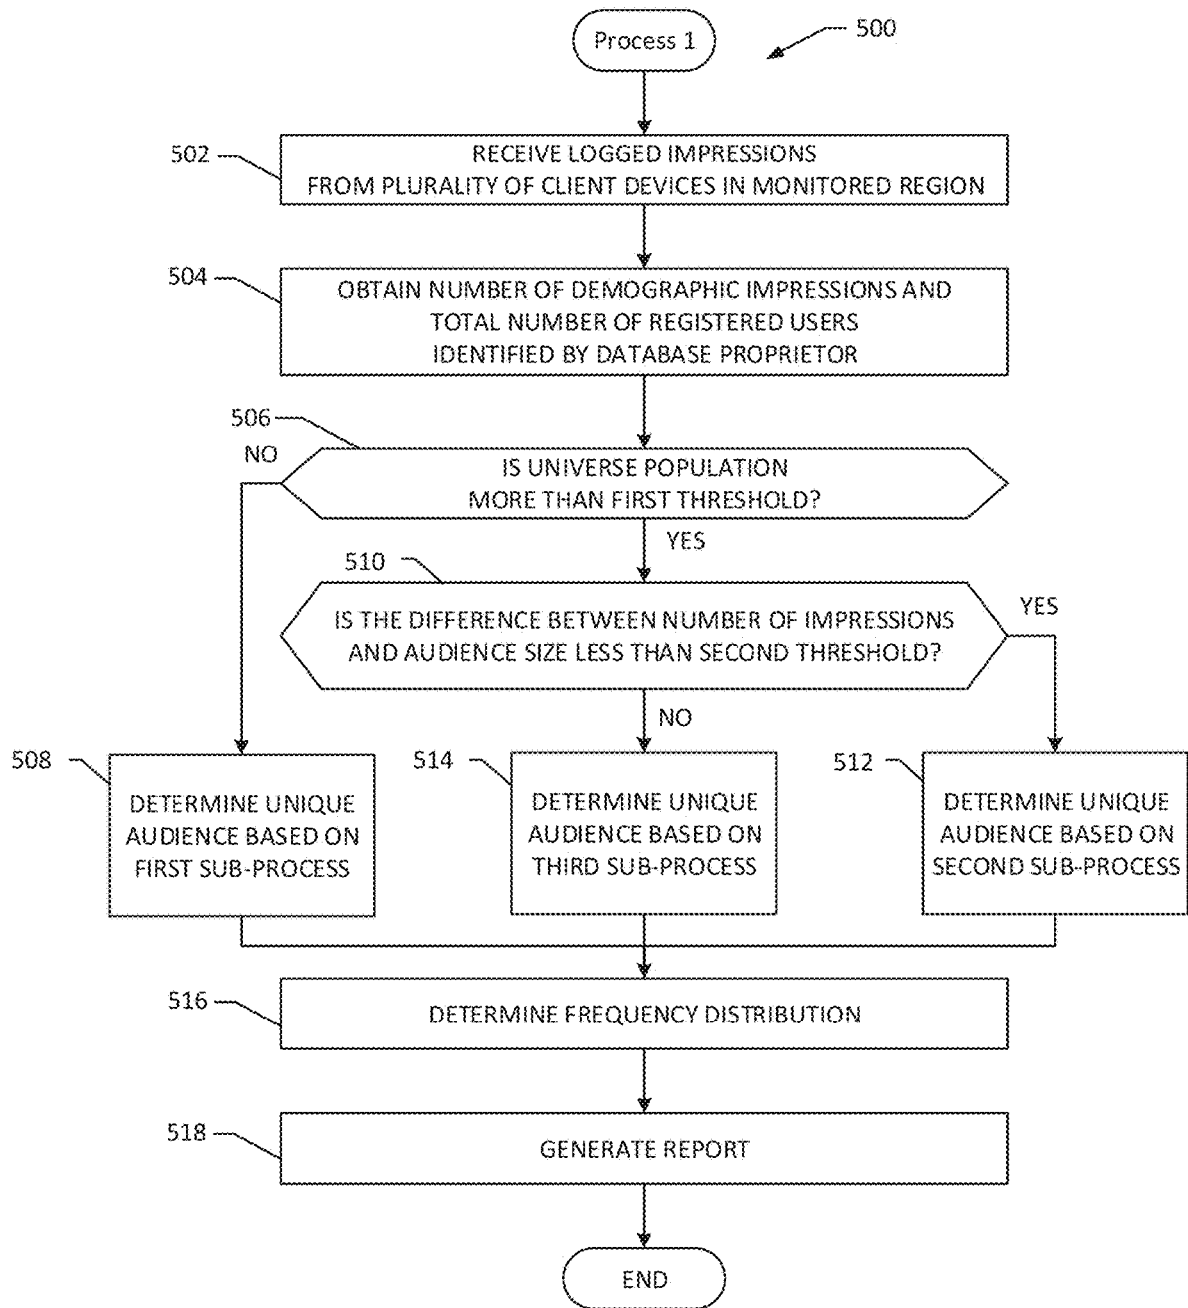 Process 1
500
502
RECEIVE LOGGED IMPRESSIONS
FROM PLURALITY OF CLIENT DEVICES IN MONITORED REGION
504
OBTAIN NUMBER OF DEMOGRAPHIC IMPRESSIONS AND
TOTAL NUMBER OF REGISTERED USERS
IDENTIFIED BY DATABASE PROPRIETOR
506
NO
IS UNIVERSE POPULATION
MORE THAN FIRST THRESHOLD?
YES
510
IS THE DIFFERENCE BETWEEN NUMBER OF IMPRESSIONS
AND AUDIENCE SIZE LESS THAN SECOND THRESHOLD?
YES
NO
508
DETERMINE UNIQUE
AUDIENCE BASED ON
FIRST SUB-PROCESS
514
DETERMINE UNIQUE
AUDIENCE BASED ON
THIRD SUB-PROCESS
512
DETERMINE UNIQUE
AUDIENCE BASED ON
SECOND SUB-PROCESS
516
DETERMINE FREQUENCY DISTRIBUTION
518
GENERATE REPORT
END